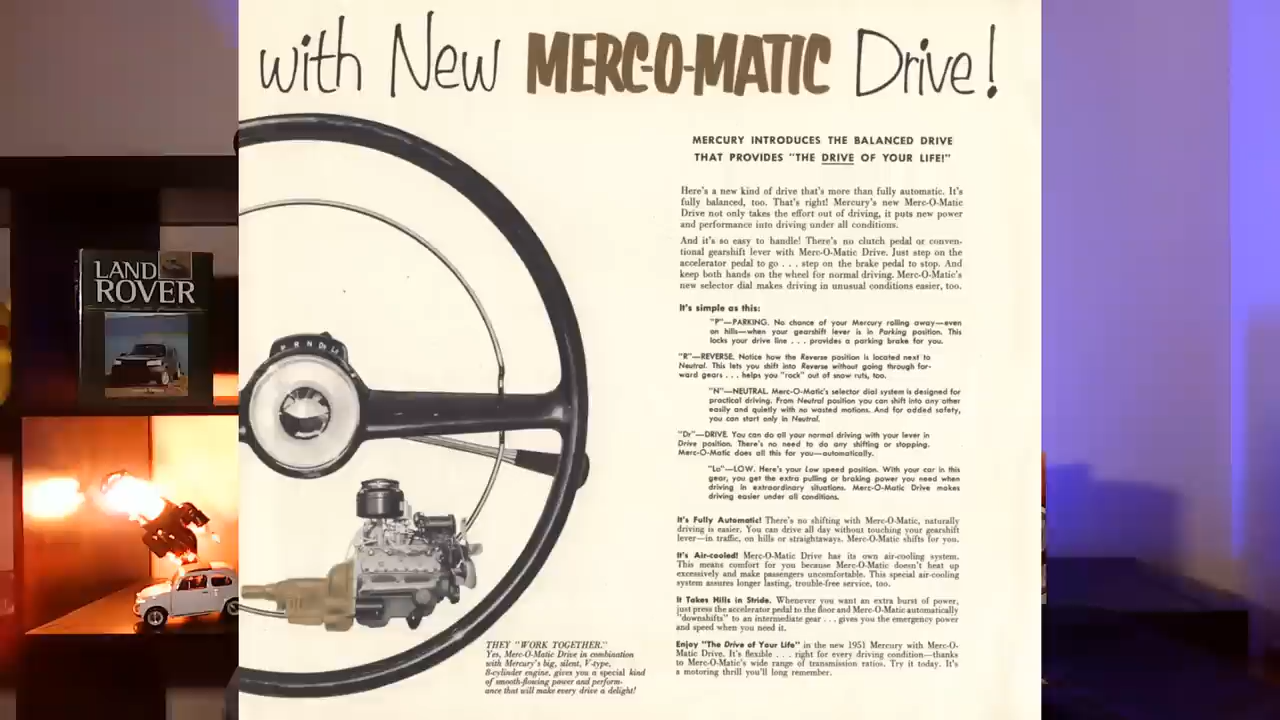 with New MERC-O-MATIC Drive!
MERCURY INTRODUCES THE BALANCED DRIVE
THAT PROVIDES "THE DRIVE OF YOUR LIFE!"
Here's a new kind of drive that's more than fully automatic. It's
fully balanced, too. That's right! Mercury's new Merc-O-Matic
Drive not only takes the effort out of driving, it puts new power
and performance into driving under all conditions.
And it's so easy to handle! There's no clutch pedal or conven-
tional gearshift lever with Merc-O-Matic Drive. Just step on the
accelerator pedal to go . . . step on the brake pedal to stop. And
keep both hands on the wheel for normal driving. Merc-O-Matic's
new selector dial makes driving in unusual conditions easier, too.
It's simple as this:
"P"—PARKING. No chance of your Mercury rolling away—even
on hills—when your gearshift lever is in Parking position. This
locks your drive line . . . provides a parking brake for you.
"R"—REVERSE. Notice how the Reverse position is located next to
Neutral. This lets you shift into Reverse without going through for-
ward gears . . . helps you "rock" out of snow ruts, too.
"N"—NEUTRAL. Merc-O-Matic's selector dial system is designed for
practical driving. From Neutral position you can shift into any other
easily and quietly with no wasted motions. And for added safety,
you can start only in Neutral.
"Dr"—DRIVE. You can do all your normal driving with your lever in
Drive position. There's no need to do any shifting or stopping.
Merc-O-Matic does all this for you—automatically.
"Lo"—LOW. Here's your Low speed position. With your car in this
gear, you get the extra pulling or braking power you need when
driving in extraordinary situations. Merc-O-Matic Drive makes
driving easier under all conditions.
It's Fully Automatic! There's no shifting with Merc-O-Matic, naturally
driving is easier. You can drive all day without touching your gearshift
lever—in traffic, on hills or straightaways. Merc-O-Matic shifts for you.
It's Air-cooled! Merc-O-Matic Drive has its own air-cooling system.
This means comfort for you because Merc-O-Matic doesn't heat up
excessively and make passengers uncomfortable. This special air-cooling
system assures longer lasting, trouble-free service, too.
It Takes Hills in Stride. Whenever you want an extra burst of power,
just press the accelerator pedal to the floor and Merc-O-Matic automatically
"downshifts" to an intermediate gear . . . gives you the emergency power
and speed when you need it.
Enjoy "The Drive of Your Life" in the new 1951 Mercury with Merc-O-
Matic Drive. It's flexible . . . right for every driving condition—thanks
to Merc-O-Matic's wide range of transmission ratios. Try it today. It's
a motoring thrill you'll long remember.
P R N Dr Lo
THEY "WORK TOGETHER."
Yes, Merc-O-Matic Drive in combination
with Mercury's big, silent, V-type,
8-cylinder engine, gives you a special kind
of smooth-flowing power and perform-
ance that will make every drive a delight!
LAND
ROVER